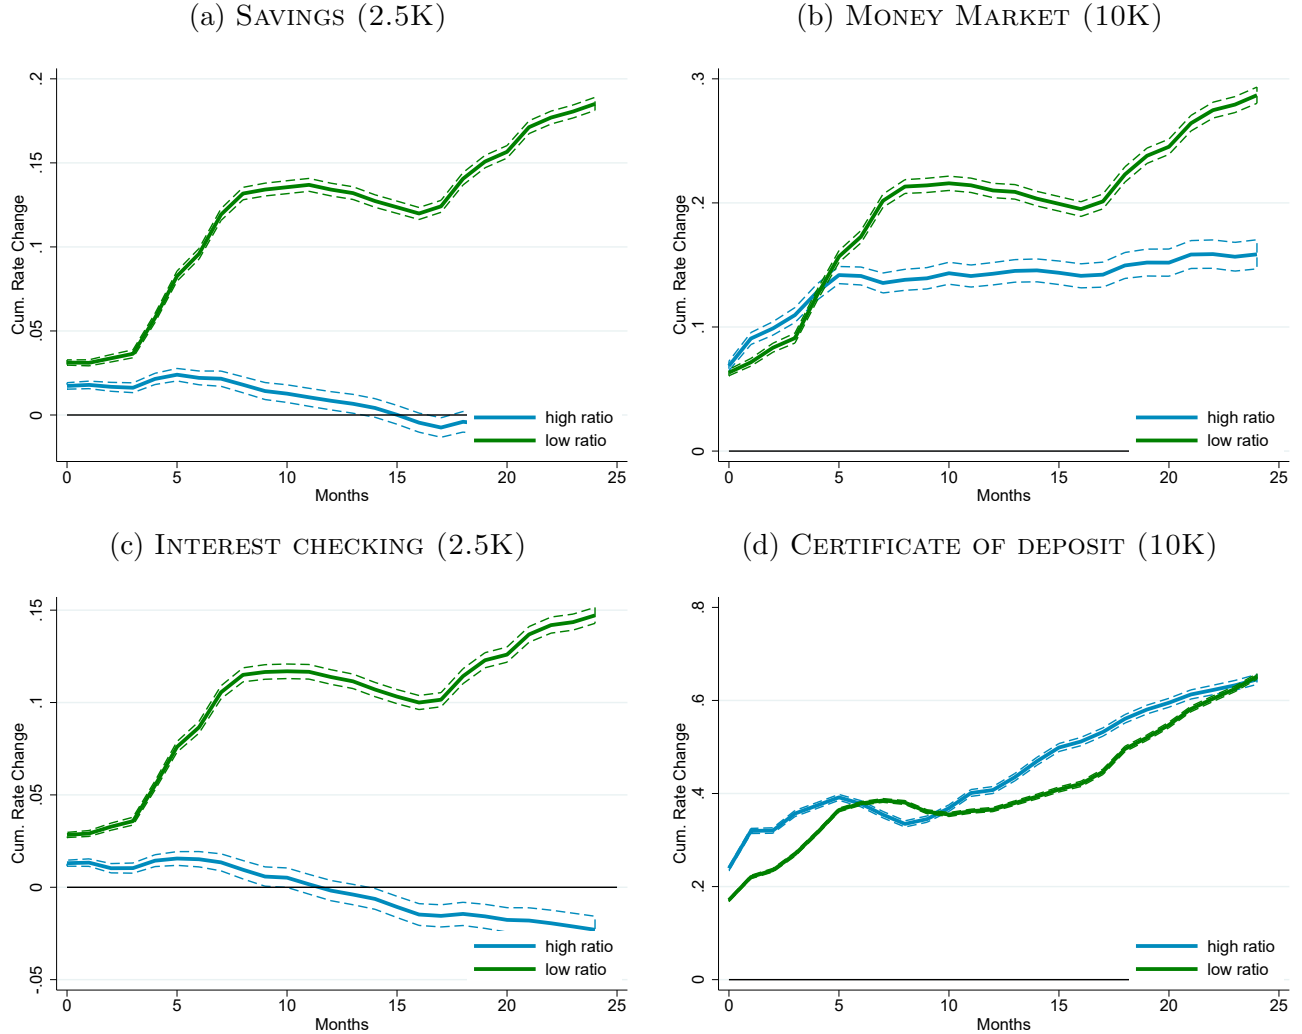 (a) SAVINGS (2.5K)
Cum. Rate Change
.2
.15
.1
.05
0
high ratio
low ratio
0 5 10 15 20 25
Months
(b) MONEY MARKET (10K)
Cum. Rate Change
.3
.2
.1
0
high ratio
low ratio
0 5 10 15 20 25
Months
(c) INTEREST CHECKING (2.5K)
Cum. Rate Change
.15
.1
.05
0
-.05
high ratio
low ratio
0 5 10 15 20 25
Months
(d) CERTIFICATE OF DEPOSIT (10K)
Cum. Rate Change
.8
.6
.4
.2
0
high ratio
low ratio
0 5 10 15 20 25
Months